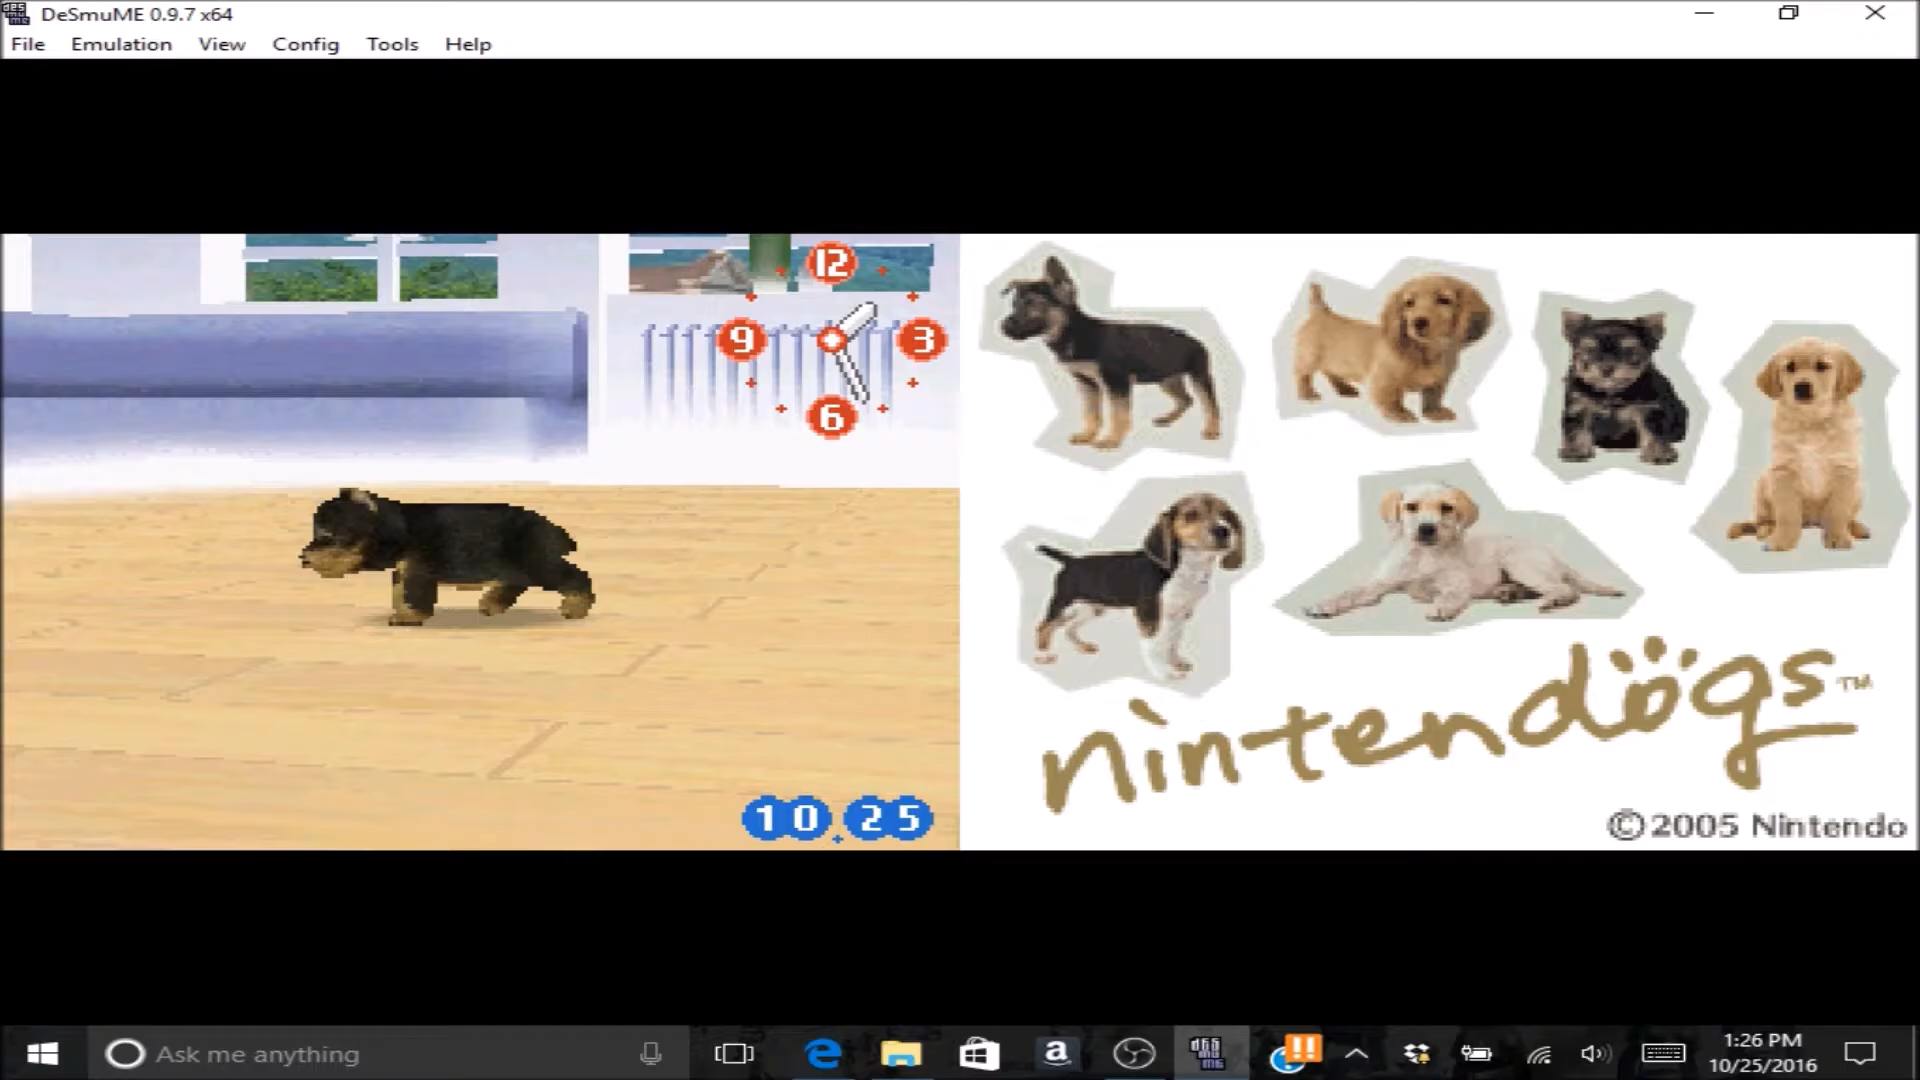 DeSmuME 0.9.7 x64
File Emulation View Config Tools Help
12
9 3
6
10.25
nintendogs™
©2005 Nintendo
Ask me anything
1:26 PM
10/25/2016